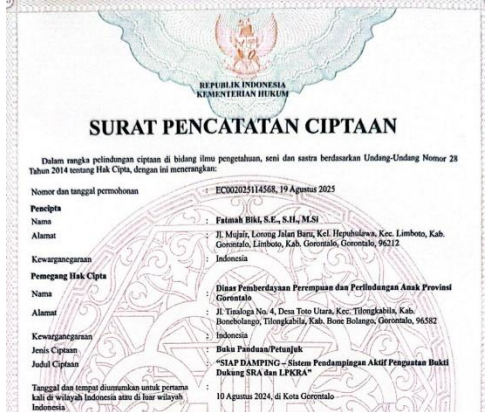 REPUBLIK INDONESIA
KEMENTERIAN HUKUM
SURAT PENCATATAN CIPTAAN
Dalam rangka pelindungan ciptaan di bidang ilmu pengetahuan, seni dan sastra berdasarkan Undang-Undang Nomor 28
Tahun 2014 tentang Hak Cipta, dengan ini menerangkan:
Nomor dan tanggal permohonan : EC002025114568, 19 Agustus 2025
Pencipta
Nama : Fatmah Biki, S.E., S.H., M.Si
Alamat : Jl. Mujair, Lorong Jalan Baru, Kel. Hepuhulawa, Kec. Limboto, Kab.
Gorontalo, Limboto, Kab. Gorontalo, Gorontalo, 96212
Kewarganegaraan : Indonesia
Pemegang Hak Cipta
Nama : Dinas Pemberdayaan Perempuan dan Perlindungan Anak Provinsi
Gorontalo
Alamat : Jl. Tinaloga No. 4, Desa Toto Utara, Kec. Tilongkabila, Kab.
Bonebolango, Tilongkabila, Kab. Bone Bolango, Gorontalo, 96582
Kewarganegaraan : Indonesia
Jenis Ciptaan : Buku Panduan/Petunjuk
Judul Ciptaan : "SIAP DAMPING – Sistem Pendampingan Aktif Penguatan Bukti
Dukung SRA dan LPKRA"
Tanggal dan tempat diumumkan untuk pertama : 10 Agustus 2024, di Kota Gorontalo
kali di wilayah Indonesia atau di luar wilayah
Indonesia